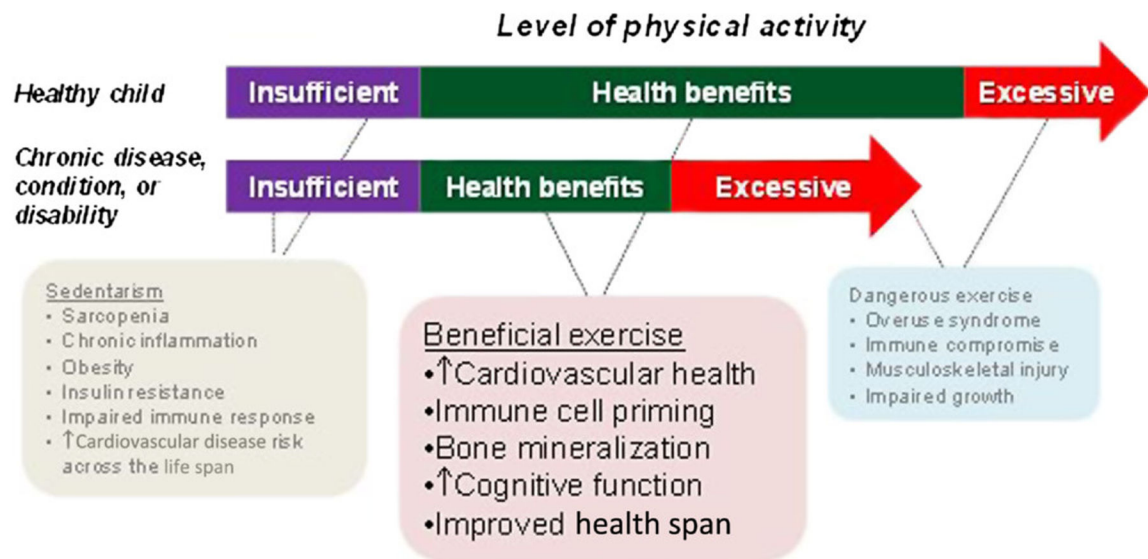 Level of physical activity
Healthy child
Insufficient
Health benefits
Excessive
Chronic disease,
condition, or
disability
Insufficient
Health benefits
Excessive
Sedentarism
• Sarcopenia
• Chronic inflammation
• Obesity
• Insulin resistance
• Impaired immune response
• ↑Cardiovascular disease risk
across the life span
Beneficial exercise
•↑Cardiovascular health
•Immune cell priming
•Bone mineralization
•↑Cognitive function
•Improved health span
Dangerous exercise
• Overuse syndrome
• Immune compromise
• Musculoskeletal injury
• Impaired growth